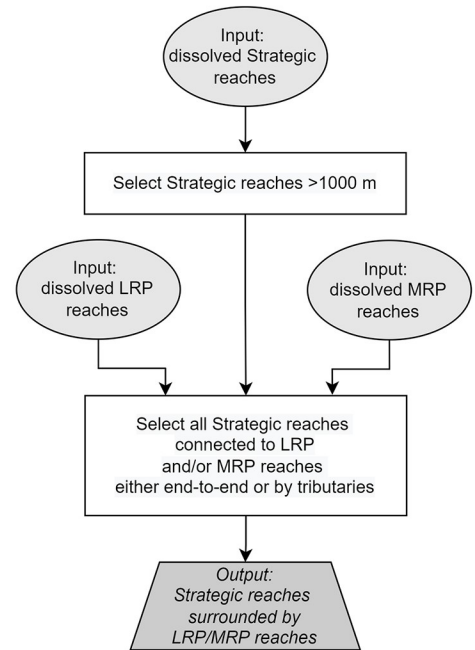 Input:
dissolved Strategic
reaches
Select Strategic reaches >1000 m
Input:
dissolved LRP
reaches
Input:
dissolved MRP
reaches
Select all Strategic reaches
connected to LRP
and/or MRP reaches
either end-to-end or by tributaries
Output:
Strategic reaches
surrounded by
LRP/MRP reaches